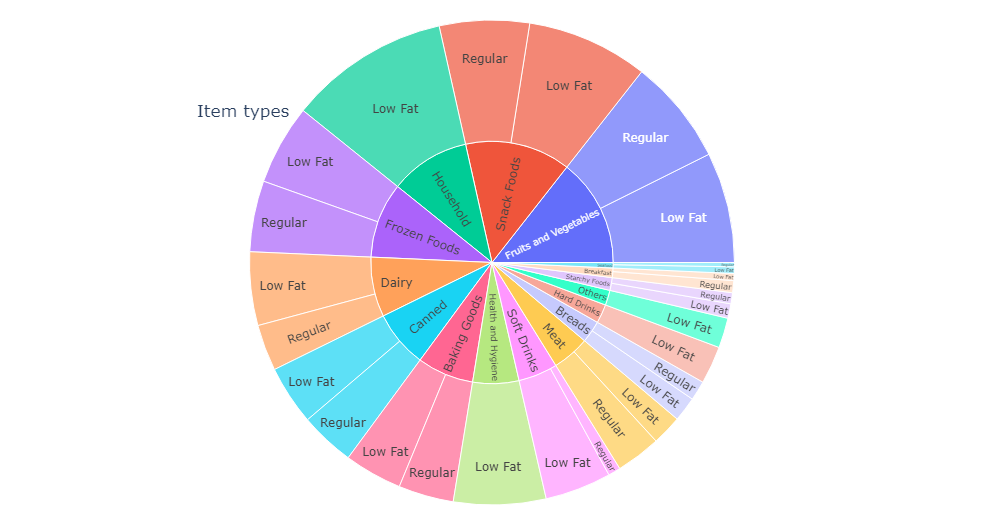 Item types
Fruits and Vegetables
Regular
Low Fat
Snack Foods
Low Fat
Regular
Household
Low Fat
Frozen Foods
Low Fat
Regular
Dairy
Low Fat
Regular
Canned
Low Fat
Regular
Baking Goods
Low Fat
Regular
Health and Hygiene
Low Fat
Soft Drinks
Low Fat
Regular
Meat
Regular
Low Fat
Breads
Low Fat
Regular
Hard Drinks
Low Fat
Others
Low Fat
Starchy Foods
Low Fat
Regular
Breakfast
Regular
Low Fat
Low Fat